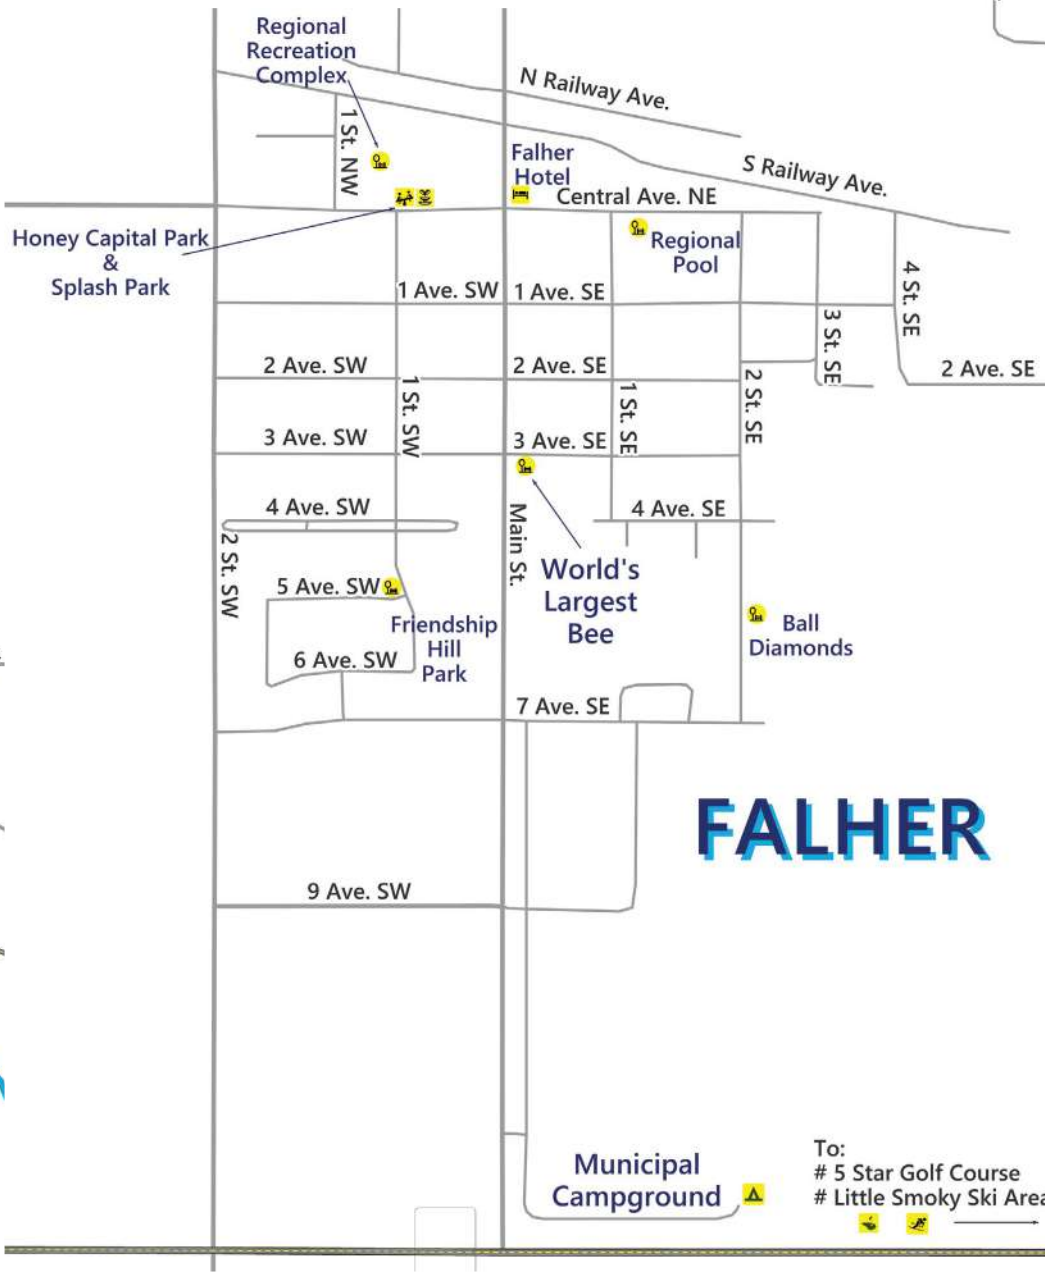 Regional
Recreation
Complex
N Railway Ave.
1 St. NW
Falher
Hotel
S Railway Ave.
Central Ave. NE
Honey Capital Park
&
Splash Park
Regional
Pool
4 St. SE
1 Ave. SW
1 Ave. SE
3 St. SE
2 Ave. SW
2 Ave. SE
2 Ave. SE
1 St. SW
1 St. SE
2 St. SE
3 Ave. SW
3 Ave. SE
4 Ave. SW
4 Ave. SE
Main St.
2 St. SW
World's
Largest
Bee
5 Ave. SW
Friendship
Hill
Park
Ball
Diamonds
6 Ave. SW
7 Ave. SE
FALHER
9 Ave. SW
Municipal
Campground
To:
# 5 Star Golf Course
# Little Smoky Ski Area